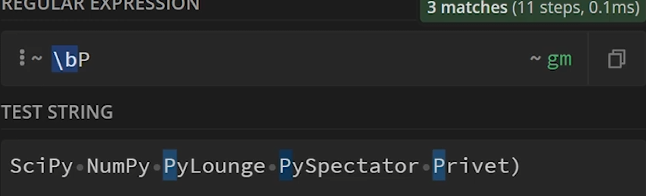 REGULAR EXPRESSION
3 matches (11 steps, 0.1ms)
⋮ ~ \bP ~ gm
TEST STRING
SciPy·NumPy·PyLounge·PySpectator·Privet)